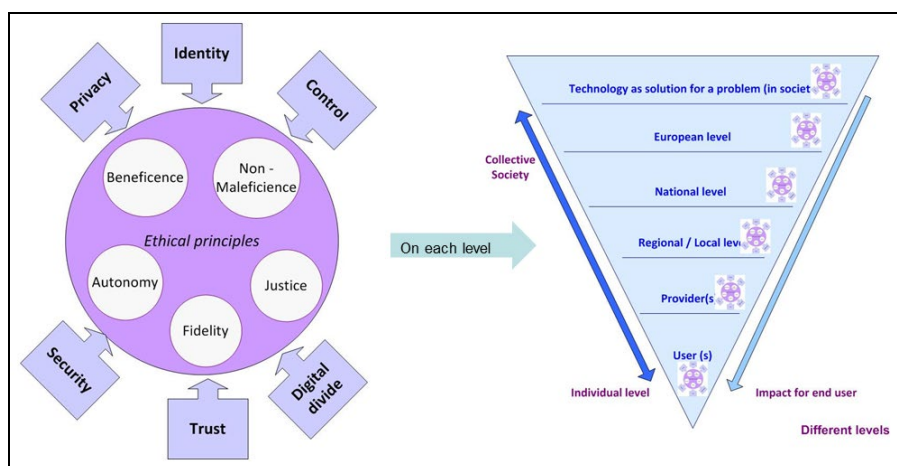 Identity
Privacy
Control
Beneficence
Non -
Maleficience
Ethical principles
Autonomy
Justice
Fidelity
Security
Trust
Digital
divide
On each level
Technology as solution for a problem (in societ
European level
Collective
Society
National level
Regional / Local leve
Provider(s
User (s)
Individual level
Impact for end user
Different levels